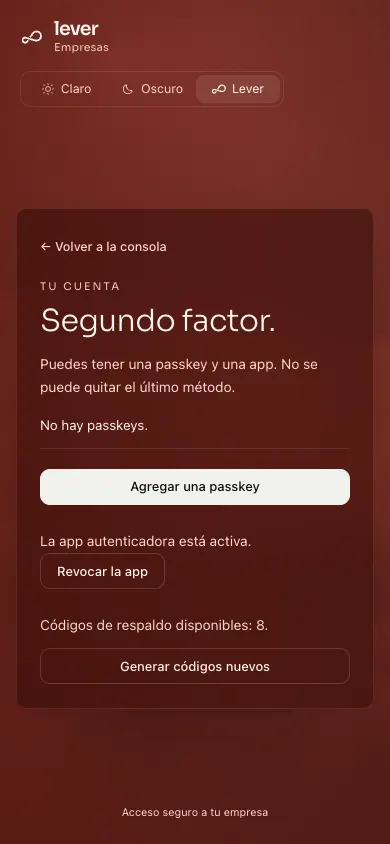 lever
Empresas
Claro Oscuro Lever
← Volver a la consola
TU CUENTA
Segundo factor.
Puedes tener una passkey y una app. No se
puede quitar el último método.
No hay passkeys.
Agregar una passkey
La app autenticadora está activa.
Revocar la app
Códigos de respaldo disponibles: 8.
Generar códigos nuevos
Acceso seguro a tu empresa